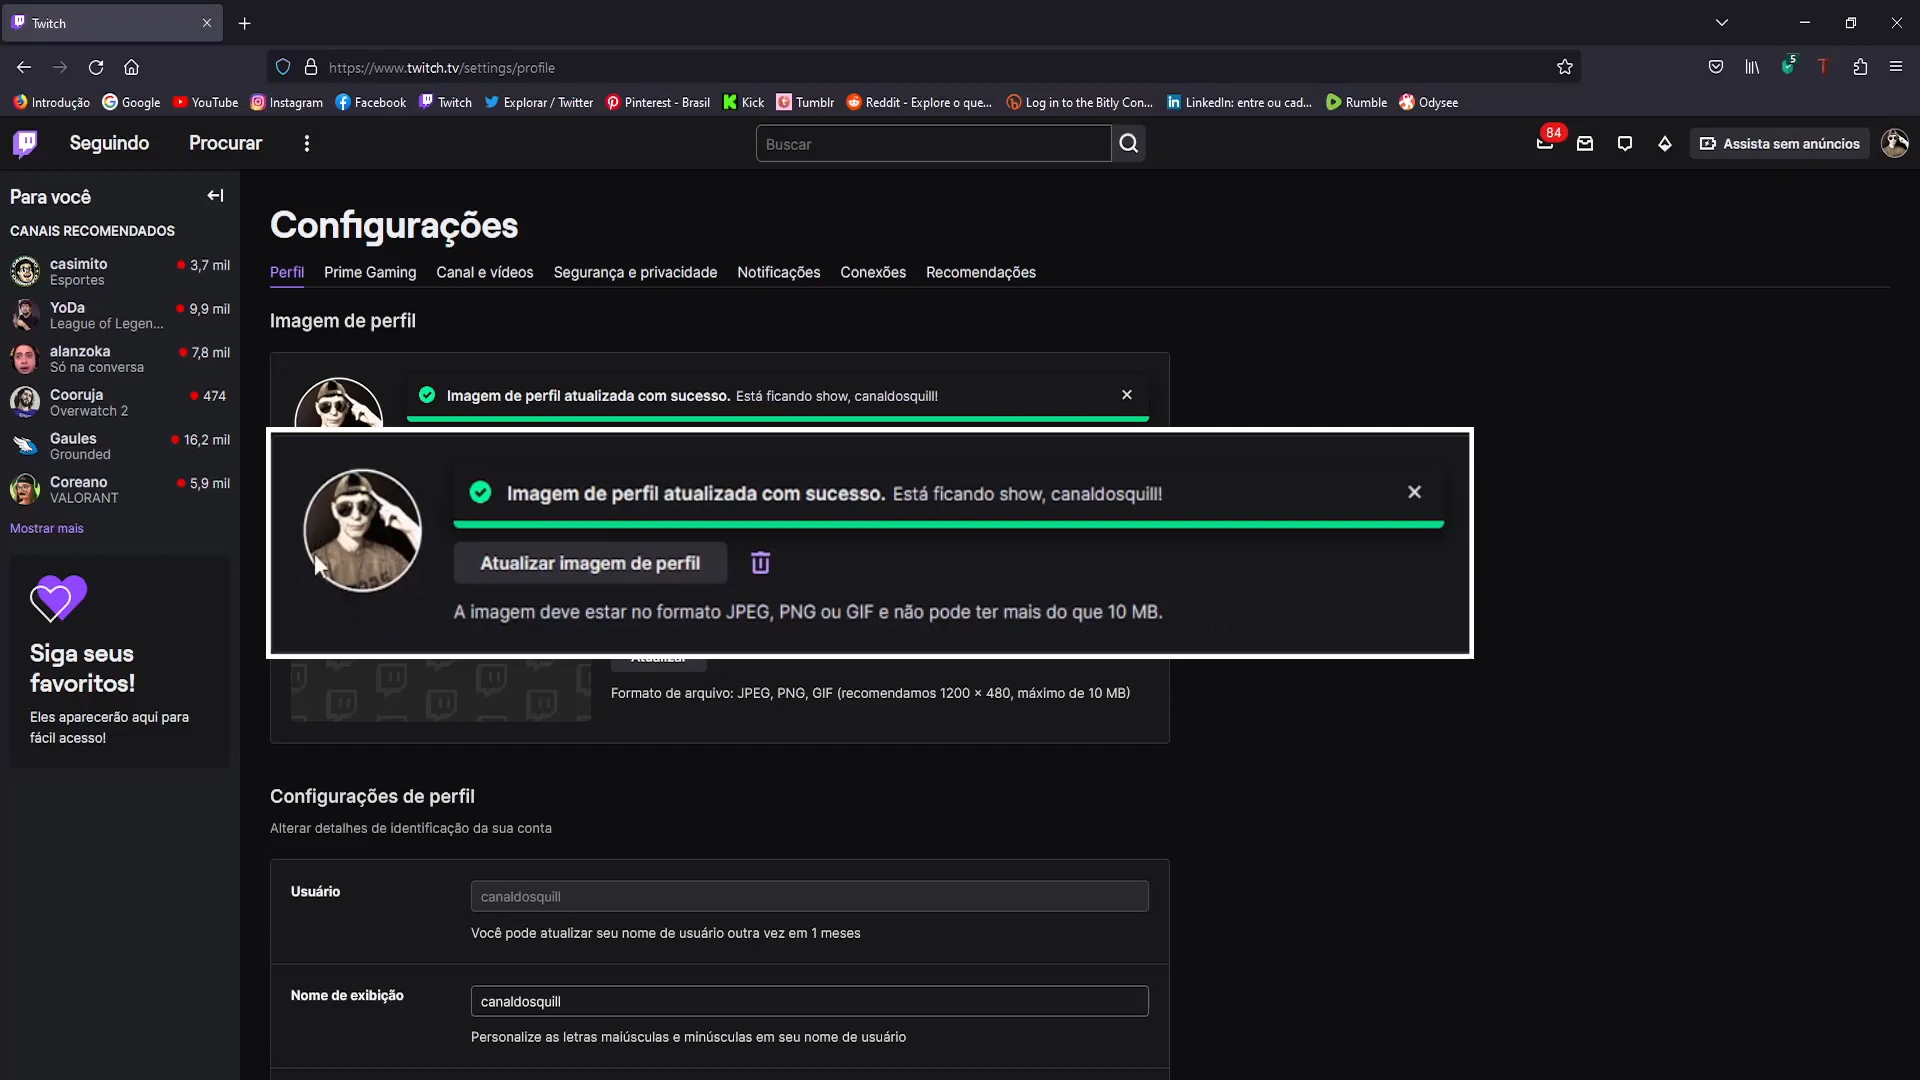 Twitch
https://www.twitch.tv/settings/profile
5
Introdução
Google
YouTube
Instagram
Facebook
Twitch
Explorar / Twitter
Pinterest - Brasil
Kick
Tumblr
Reddit - Explore o que...
Log in to the Bitly Con...
LinkedIn: entre ou cad...
Rumble
Odysee
Seguindo
Procurar
Buscar
84
Assista sem anúncios
Para você
CANAIS RECOMENDADOS
casimito
3,7 mil
Esportes
YoDa
9,9 mil
League of Legen...
alanzoka
7,8 mil
Só na conversa
Cooruja
474
Overwatch 2
Gaules
16,2 mil
Grounded
Coreano
5,9 mil
VALORANT
Mostrar mais
Siga seus
favoritos!
Eles aparecerão aqui para
fácil acesso!
Configurações
Perfil
Prime Gaming
Canal e vídeos
Segurança e privacidade
Notificações
Conexões
Recomendações
Imagem de perfil
Imagem de perfil atualizada com sucesso. Está ficando show, canaldosquill!
Imagem de perfil atualizada com sucesso. Está ficando show, canaldosquill!
Atualizar imagem de perfil
A imagem deve estar no formato JPEG, PNG ou GIF e não pode ter mais do que 10 MB.
Atualizar
Formato de arquivo: JPEG, PNG, GIF (recomendamos 1200 × 480, máximo de 10 MB)
Configurações de perfil
Alterar detalhes de identificação da sua conta
Usuário
canaldosquill
Você pode atualizar seu nome de usuário outra vez em 1 meses
Nome de exibição
canaldosquill
Personalize as letras maiúsculas e minúsculas em seu nome de usuário